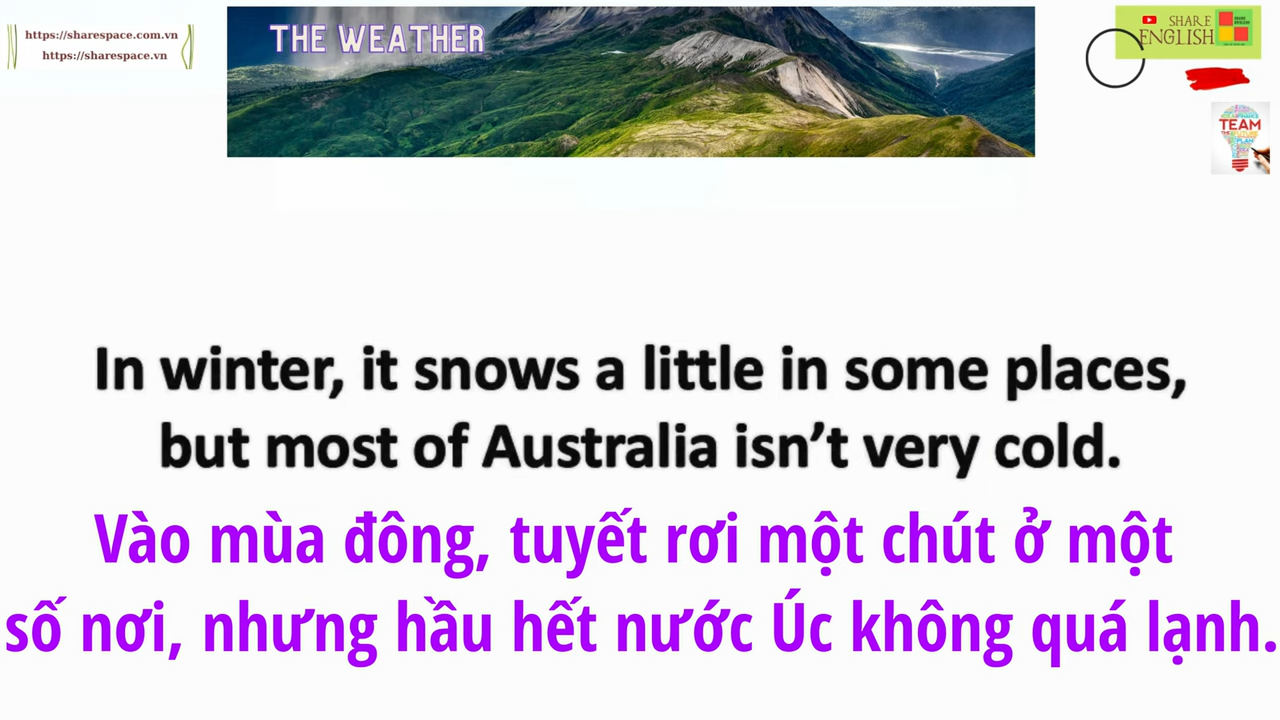 https://sharespace.com.vn
https://sharespace.vn
THE WEATHER
SHARE
ENGLISH
TEAM
PLAN
In winter, it snows a little in some places,
but most of Australia isn’t very cold.
Vào mùa đông, tuyết rơi một chút ở một
số nơi, nhưng hầu hết nước Úc không quá lạnh.